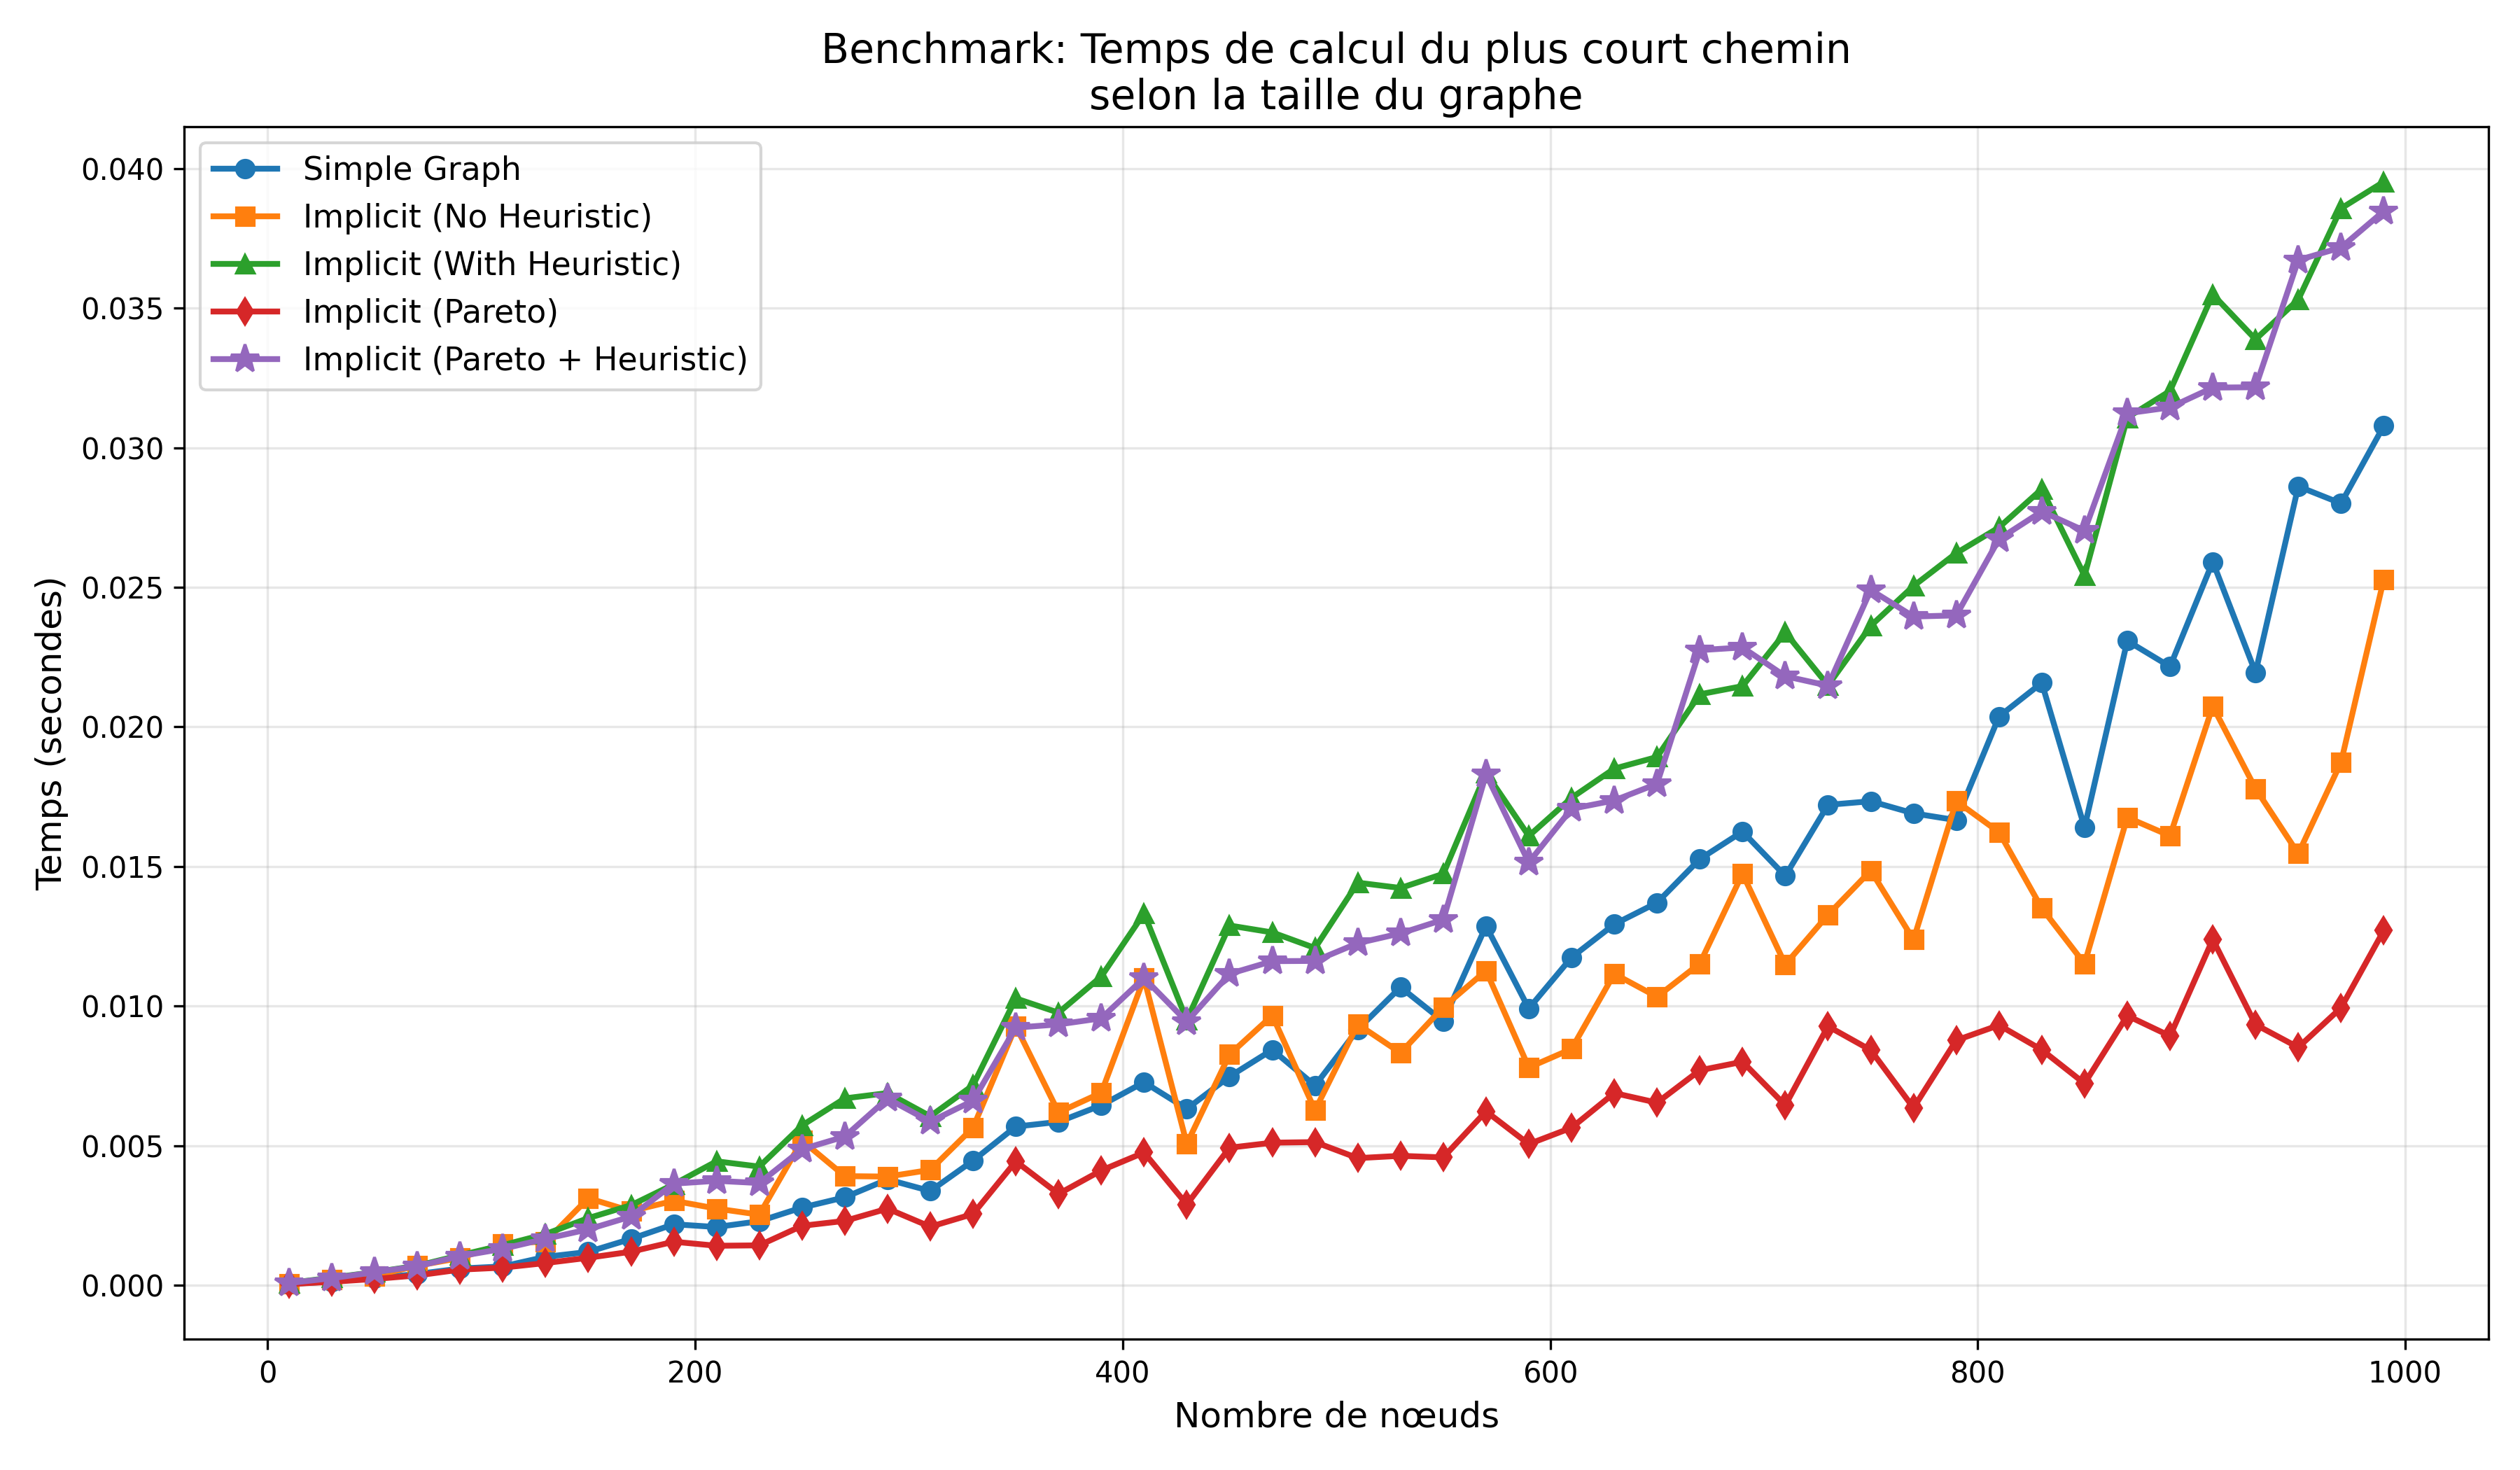 Benchmark: Temps de calcul du plus court chemin
selon la taille du graphe
Simple Graph
Implicit (No Heuristic)
Implicit (With Heuristic)
Implicit (Pareto)
Implicit (Pareto + Heuristic)
Temps (secondes)
0.040
0.035
0.030
0.025
0.020
0.015
0.010
0.005
0.000
0 200 400 600 800 1000
Nombre de nœuds